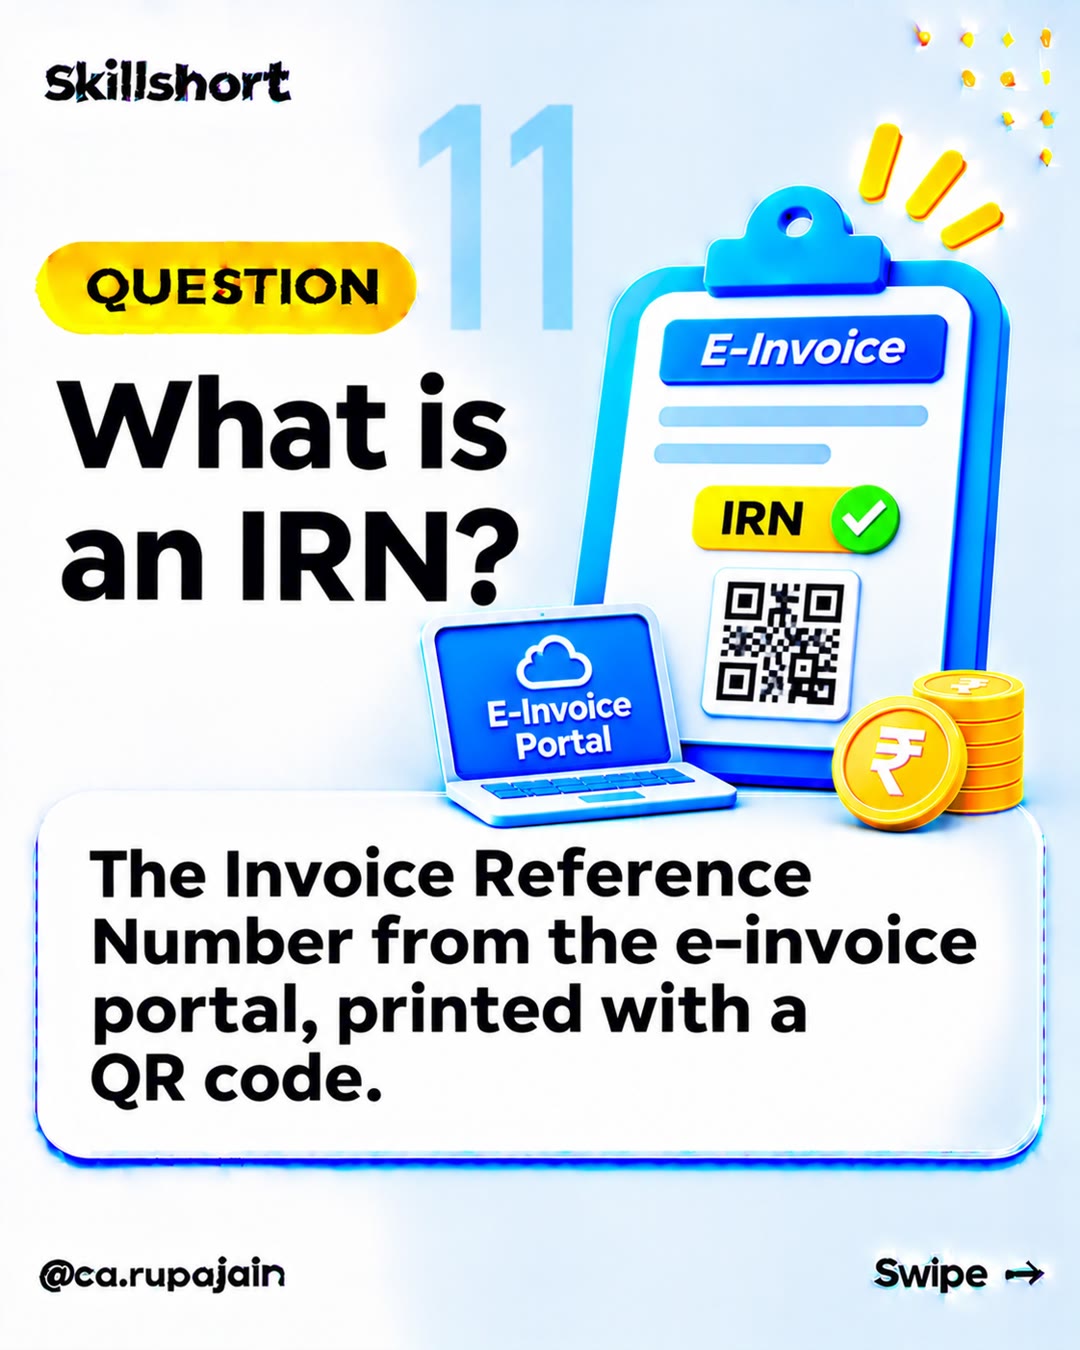 Skillshort
11
QUESTION
What is
an IRN?
E-Invoice
IRN
E-Invoice
Portal
₹
₹
The Invoice Reference
Number from the e-invoice
portal, printed with a
QR code.
@ca.rupajain
Swipe →